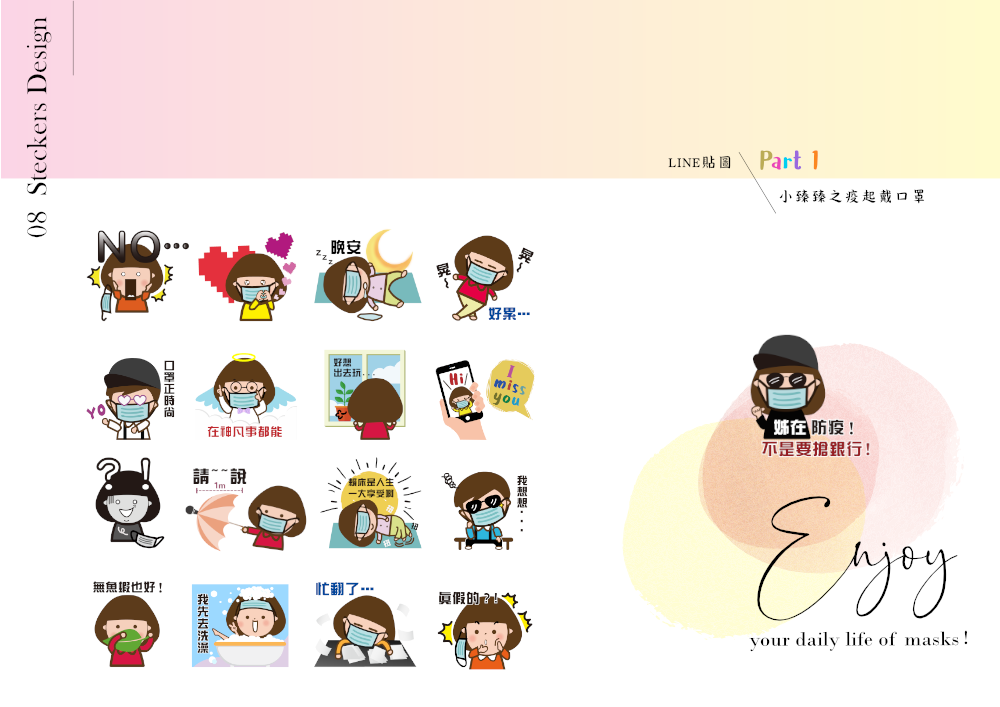 08 Steckers Design
LINE貼圖
Part 1
小臻臻之疫起戴口罩
NO...
zzz
晚安
晃~
晃~
好累...
YO
口罩正時尚
在神凡事都能
好想
出去玩...
Hi/
I
miss
you
?!
請~~說
1m
賴床是人生
一大享受啊
我想想...
無魚蝦也好!
我先去洗澡
忙翻了...
真假的?!
姊在防疫!
不是要搶銀行!
Enjoy
your daily life of masks!